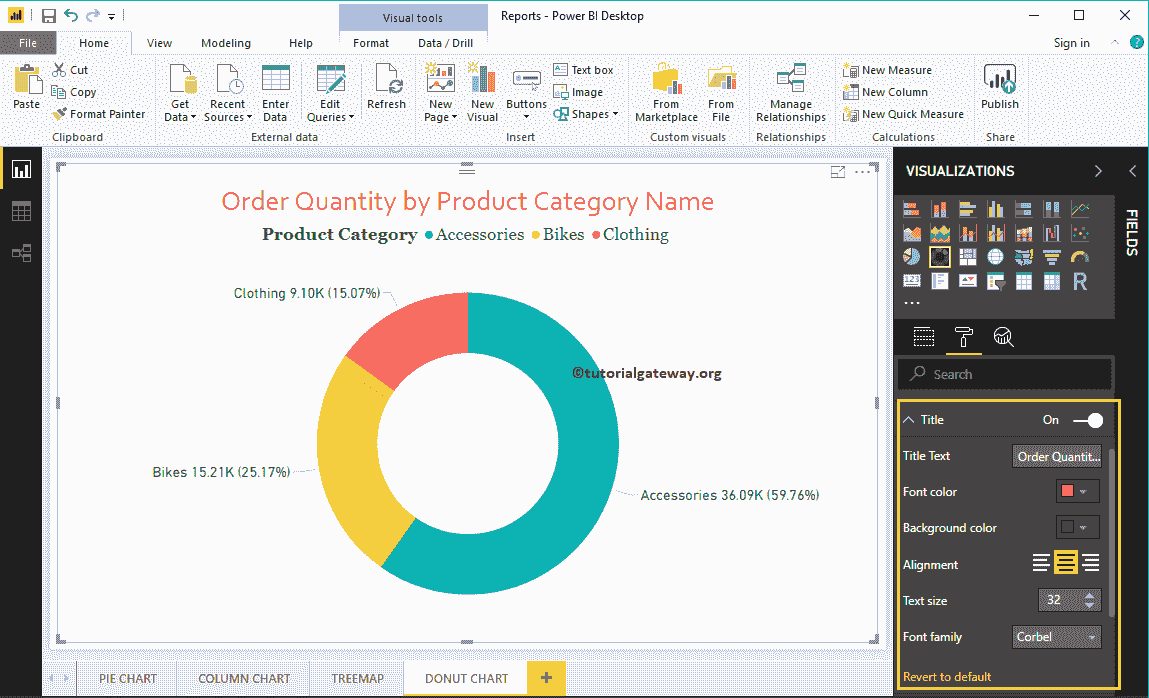 Visual tools
Reports - Power BI Desktop
File
Home
View
Modeling
Help
Format
Data / Drill
Sign in
?
Paste
Cut
Copy
Format Painter
Clipboard
Get Data
Recent Sources
Enter Data
Edit Queries
External data
Refresh
New Page
New Visual
Buttons
Text box
Image
Shapes
Insert
From Marketplace
From File
Custom visuals
Manage Relationships
Relationships
New Measure
New Column
New Quick Measure
Calculations
Publish
Share
Order Quantity by Product Category Name
Product Category Accessories Bikes Clothing
Clothing 9.10K (15.07%)
©tutorialgateway.org
Bikes 15.21K (25.17%)
Accessories 36.09K (59.76%)
VISUALIZATIONS
FIELDS
123
R
Search
Title On
Title Text Order Quantit...
Font color
Background color
Alignment
Text size 32
Font family Corbel
Revert to default
PIE CHART
COLUMN CHART
TREEMAP
DONUT CHART
+